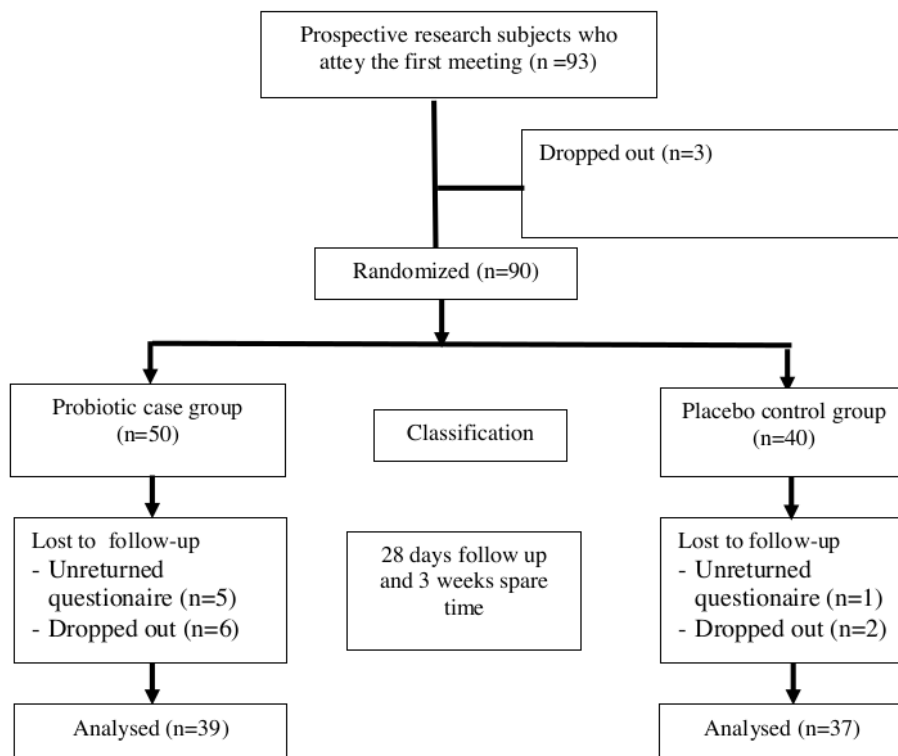 Prospective research subjects who
attey the first meeting (n =93)
Dropped out (n=3)
Randomized (n=90)
Probiotic case group
(n=50)
Classification
Placebo control group
(n=40)
Lost to follow-up
- Unreturned
questionaire (n=5)
- Dropped out (n=6)
28 days follow up
and 3 weeks spare
time
Lost to follow-up
- Unreturned
questionaire (n=1)
- Dropped out (n=2)
Analysed (n=39)
Analysed (n=37)